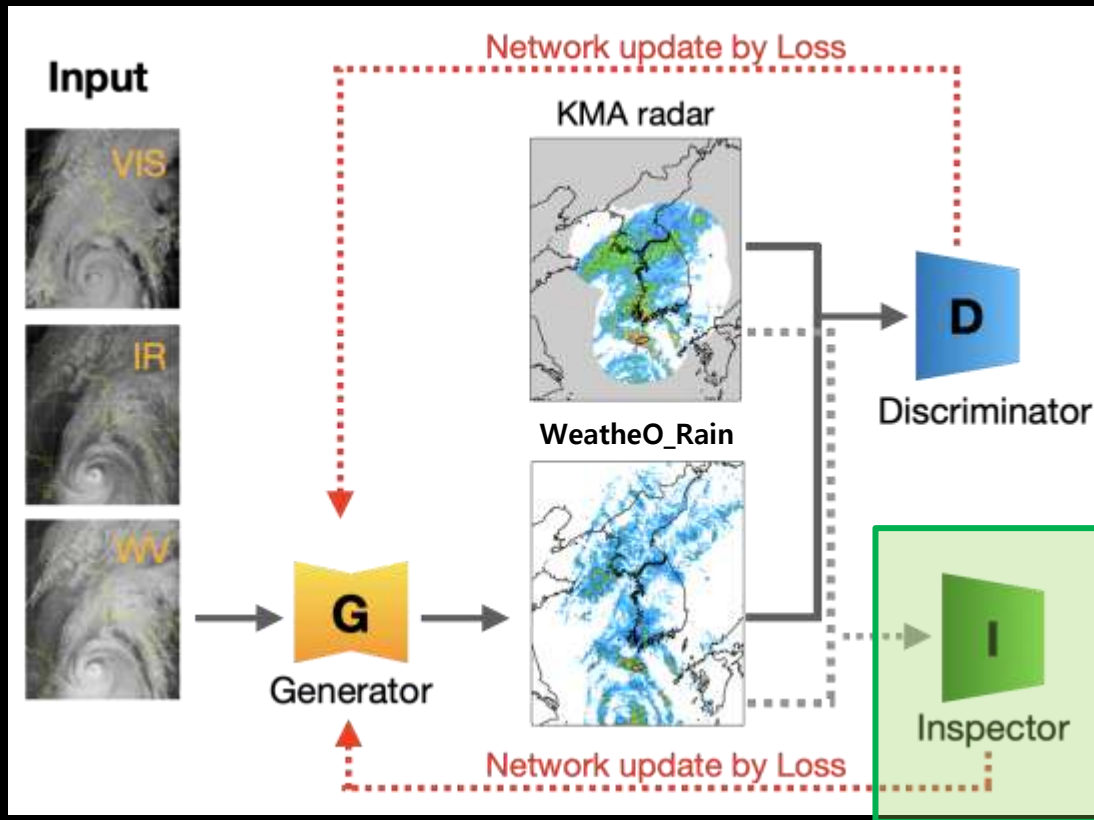 Network update by Loss
Input
KMA radar
VIS
IR
WV
D
Discriminator
WeatheO_Rain
G
Generator
I
Inspector
Network update by Loss